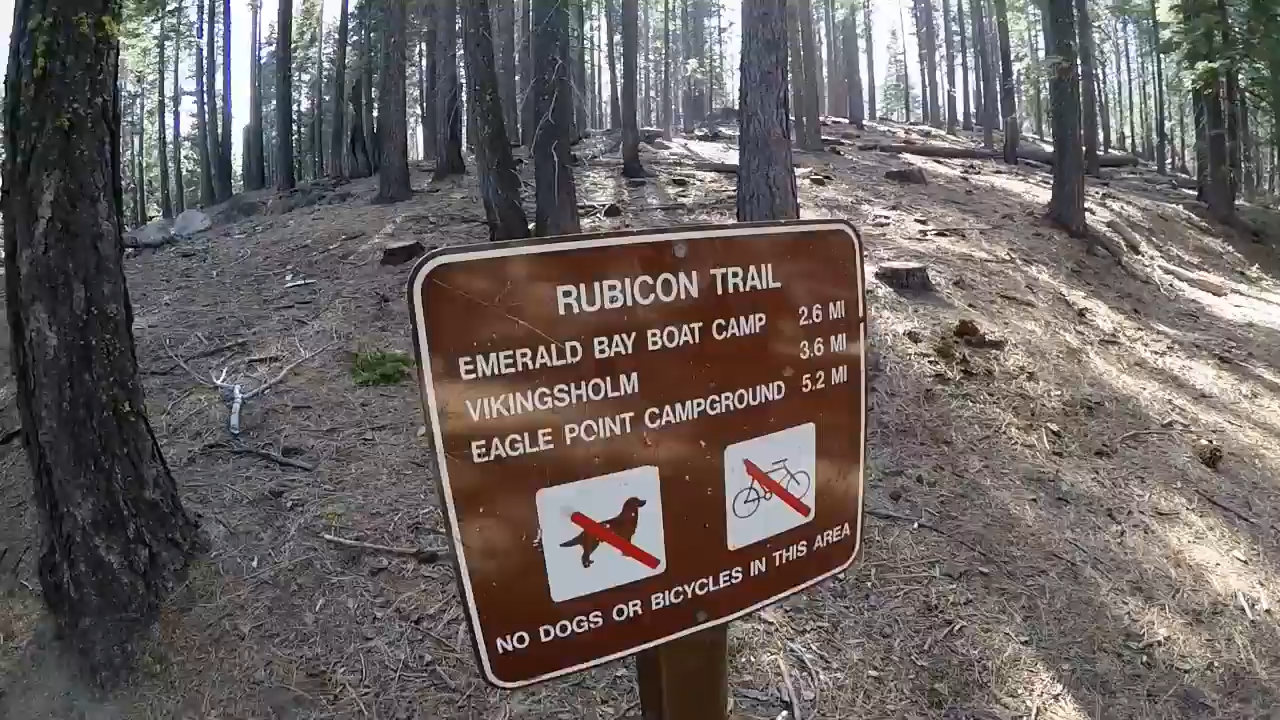 RUBICON TRAIL
EMERALD BAY BOAT CAMP 2.6 MI
VIKINGSHOLM 3.6 MI
EAGLE POINT CAMPGROUND 5.2 MI
NO DOGS OR BICYCLES IN THIS AREA